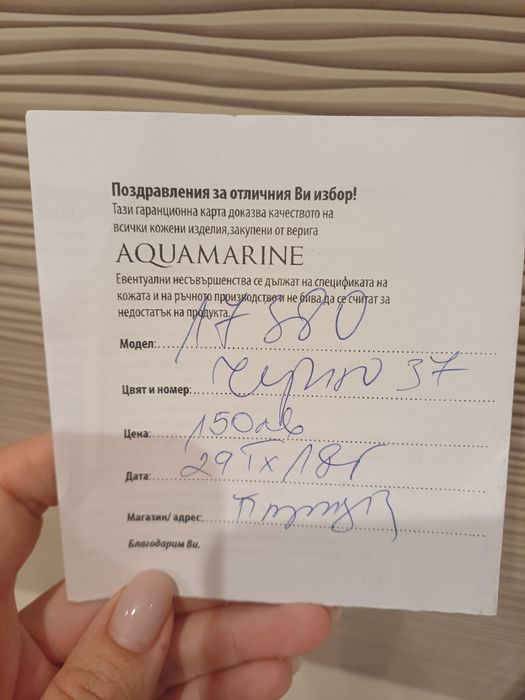 Поздравления за отличния Ви избор!
Тази гаранционна карта доказва качеството на
всички кожени изделия,закупени от верига
AQUAMARINE
Евентуални несъвършенства се дължат на спецификата на
кожата и на ръчното производство и не бива да се считат за
недостатък на продукта.
Модел: 17380
Цвят и номер: черно 37
Цена: 150лв
Дата: 29 IX 18г
Магазин/ адрес:
Благодарим Ви.